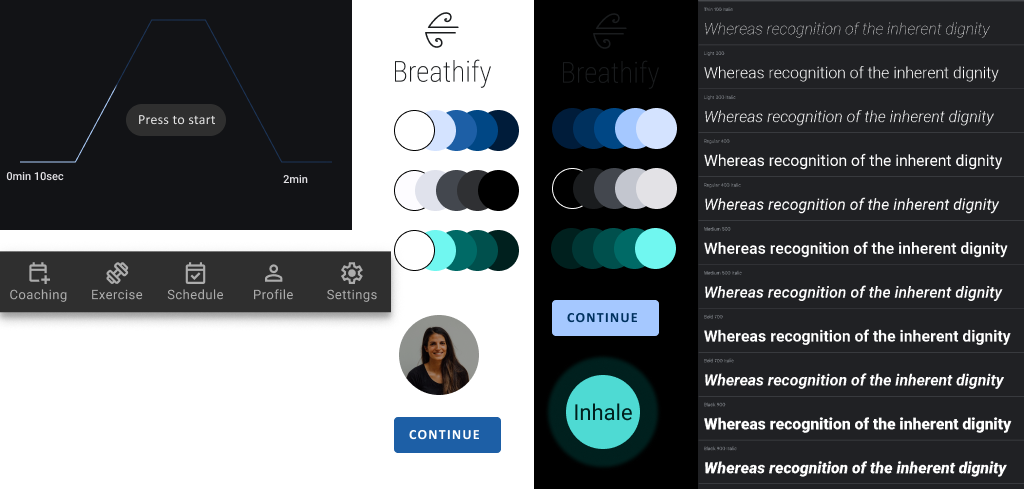 Press to start
0min 10sec
2min
Coaching
Exercise
Schedule
Profile
Settings
Breathify
CONTINUE
Breathify
CONTINUE
Inhale
Thin 100 Italic
Whereas recognition of the inherent dignity
Light 300
Whereas recognition of the inherent dignity
Light 300 Italic
Whereas recognition of the inherent dignity
Regular 400
Whereas recognition of the inherent dignity
Regular 400 Italic
Whereas recognition of the inherent dignity
Medium 500
Whereas recognition of the inherent dignity
Medium 500 Italic
Whereas recognition of the inherent dignity
Bold 700
Whereas recognition of the inherent dignity
Bold 700 Italic
Whereas recognition of the inherent dignity
Black 900
Whereas recognition of the inherent dignity
Black 900 Italic
Whereas recognition of the inherent dignity